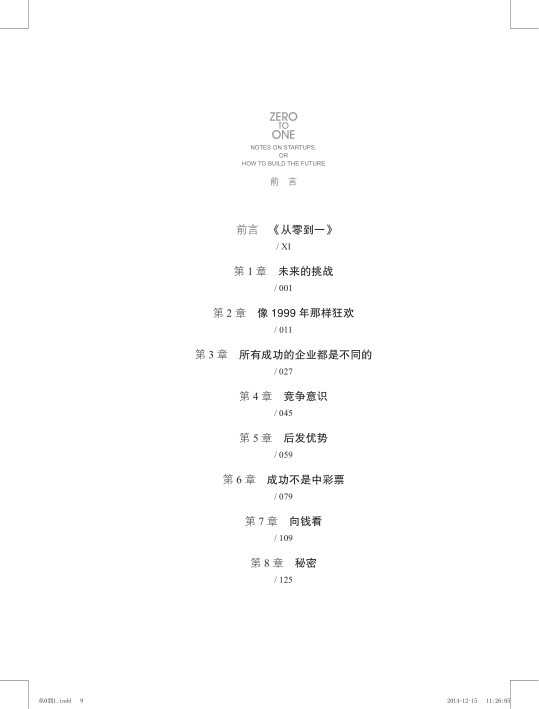 ZERO
TO
ONE
NOTES ON STARTUPS,
OR
HOW TO BUILD THE FUTURE
前 言
前言 《从零到一》
/ XI
第 1 章 未来的挑战
/ 001
第 2 章 像 1999 年那样狂欢
/ 011
第 3 章 所有成功的企业都是不同的
/ 027
第 4 章 竞争意识
/ 045
第 5 章 后发优势
/ 059
第 6 章 成功不是中彩票
/ 079
第 7 章 向钱看
/ 109
第 8 章 秘密
/ 125
从0到1.indd 9 2014-12-15 11:26:05